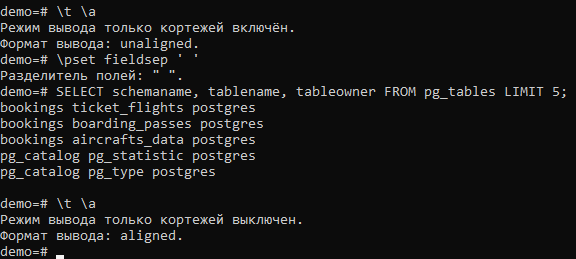 demo=# \t \a
Режим вывода только кортежей включён.
Формат вывода: unaligned.
demo=# \pset fieldsep ' '
Разделитель полей: " ".
demo=# SELECT schemaname, tablename, tableowner FROM pg_tables LIMIT 5;
bookings ticket_flights postgres
bookings boarding_passes postgres
bookings aircrafts_data postgres
pg_catalog pg_statistic postgres
pg_catalog pg_type postgres
demo=# \t \a
Режим вывода только кортежей выключен.
Формат вывода: aligned.
demo=#